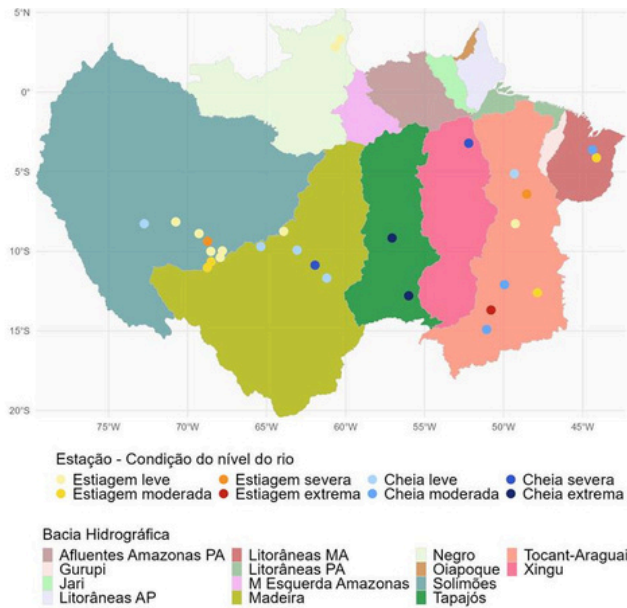 5°N
0°
5°S
10°S
15°S
20°S
75°W 70°W 65°W 60°W 55°W 50°W 45°W
Estação - Condição do nível do rio
Estiagem leve Estiagem severa Cheia leve Cheia severa
Estiagem moderada Estiagem extrema Cheia moderada Cheia extrema
Bacia Hidrográfica
Afluentes Amazonas PA Litorâneas MA Negro Tocant-Araguai
Gurupi Litorâneas PA Oiapoque Xingu
Jari M Esquerda Amazonas Solimões
Litorâneas AP Madeira Tapajós